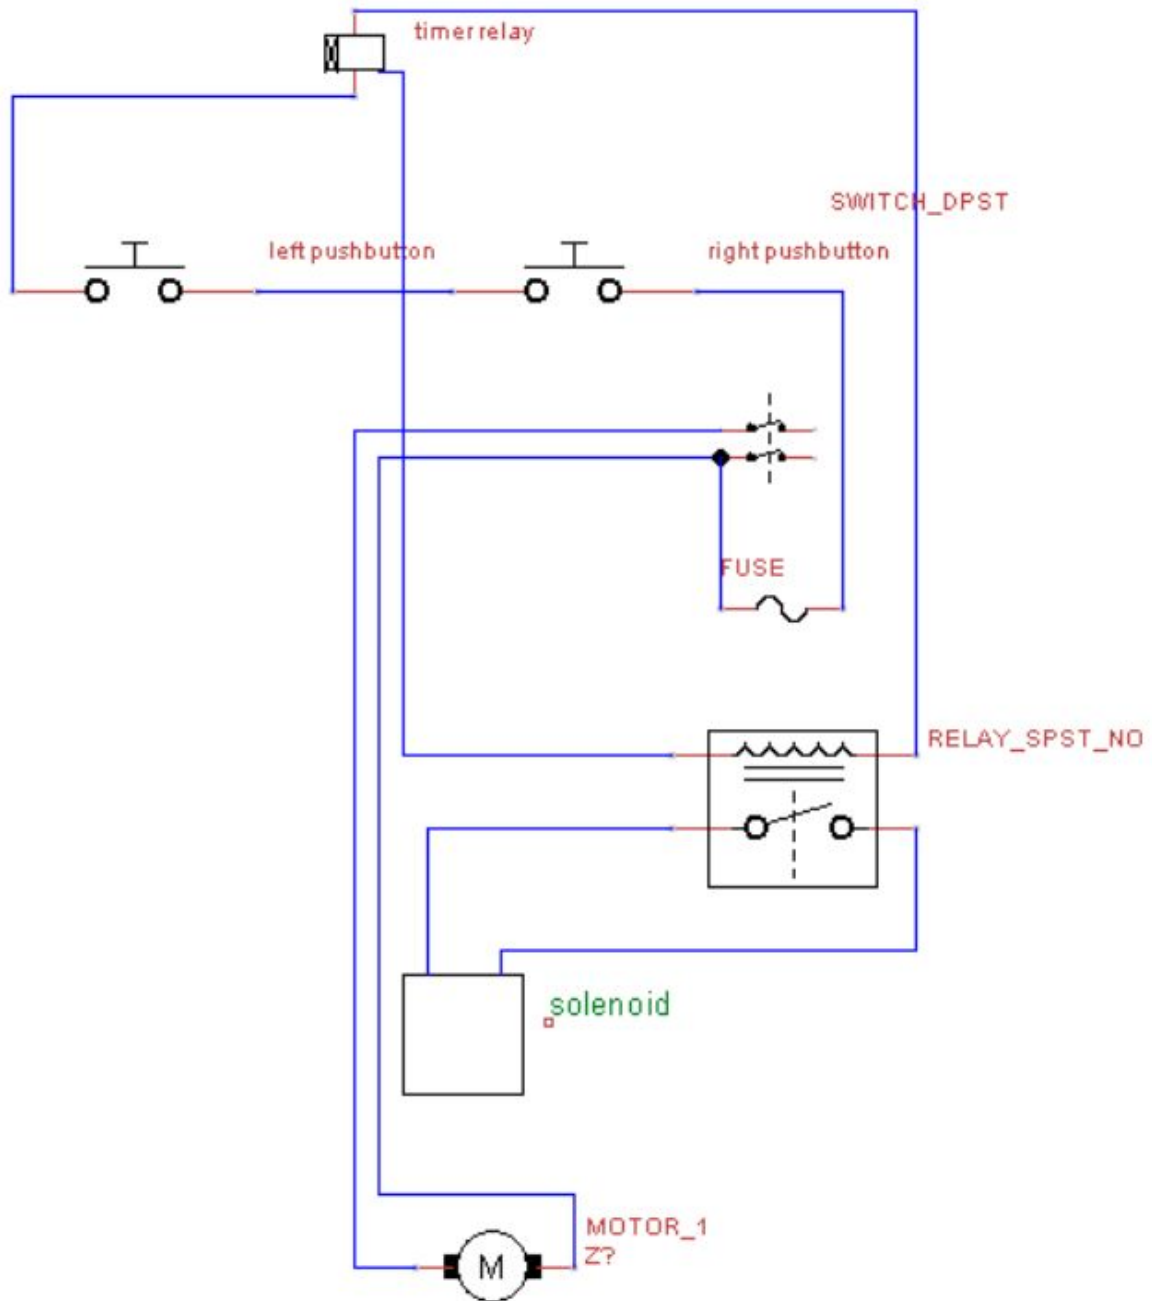 timer relay
SWITCH_DPST
left pushbutton
right pushbutton
FUSE
RELAY_SPST_NO
solenoid
MOTOR_1
Z?
M